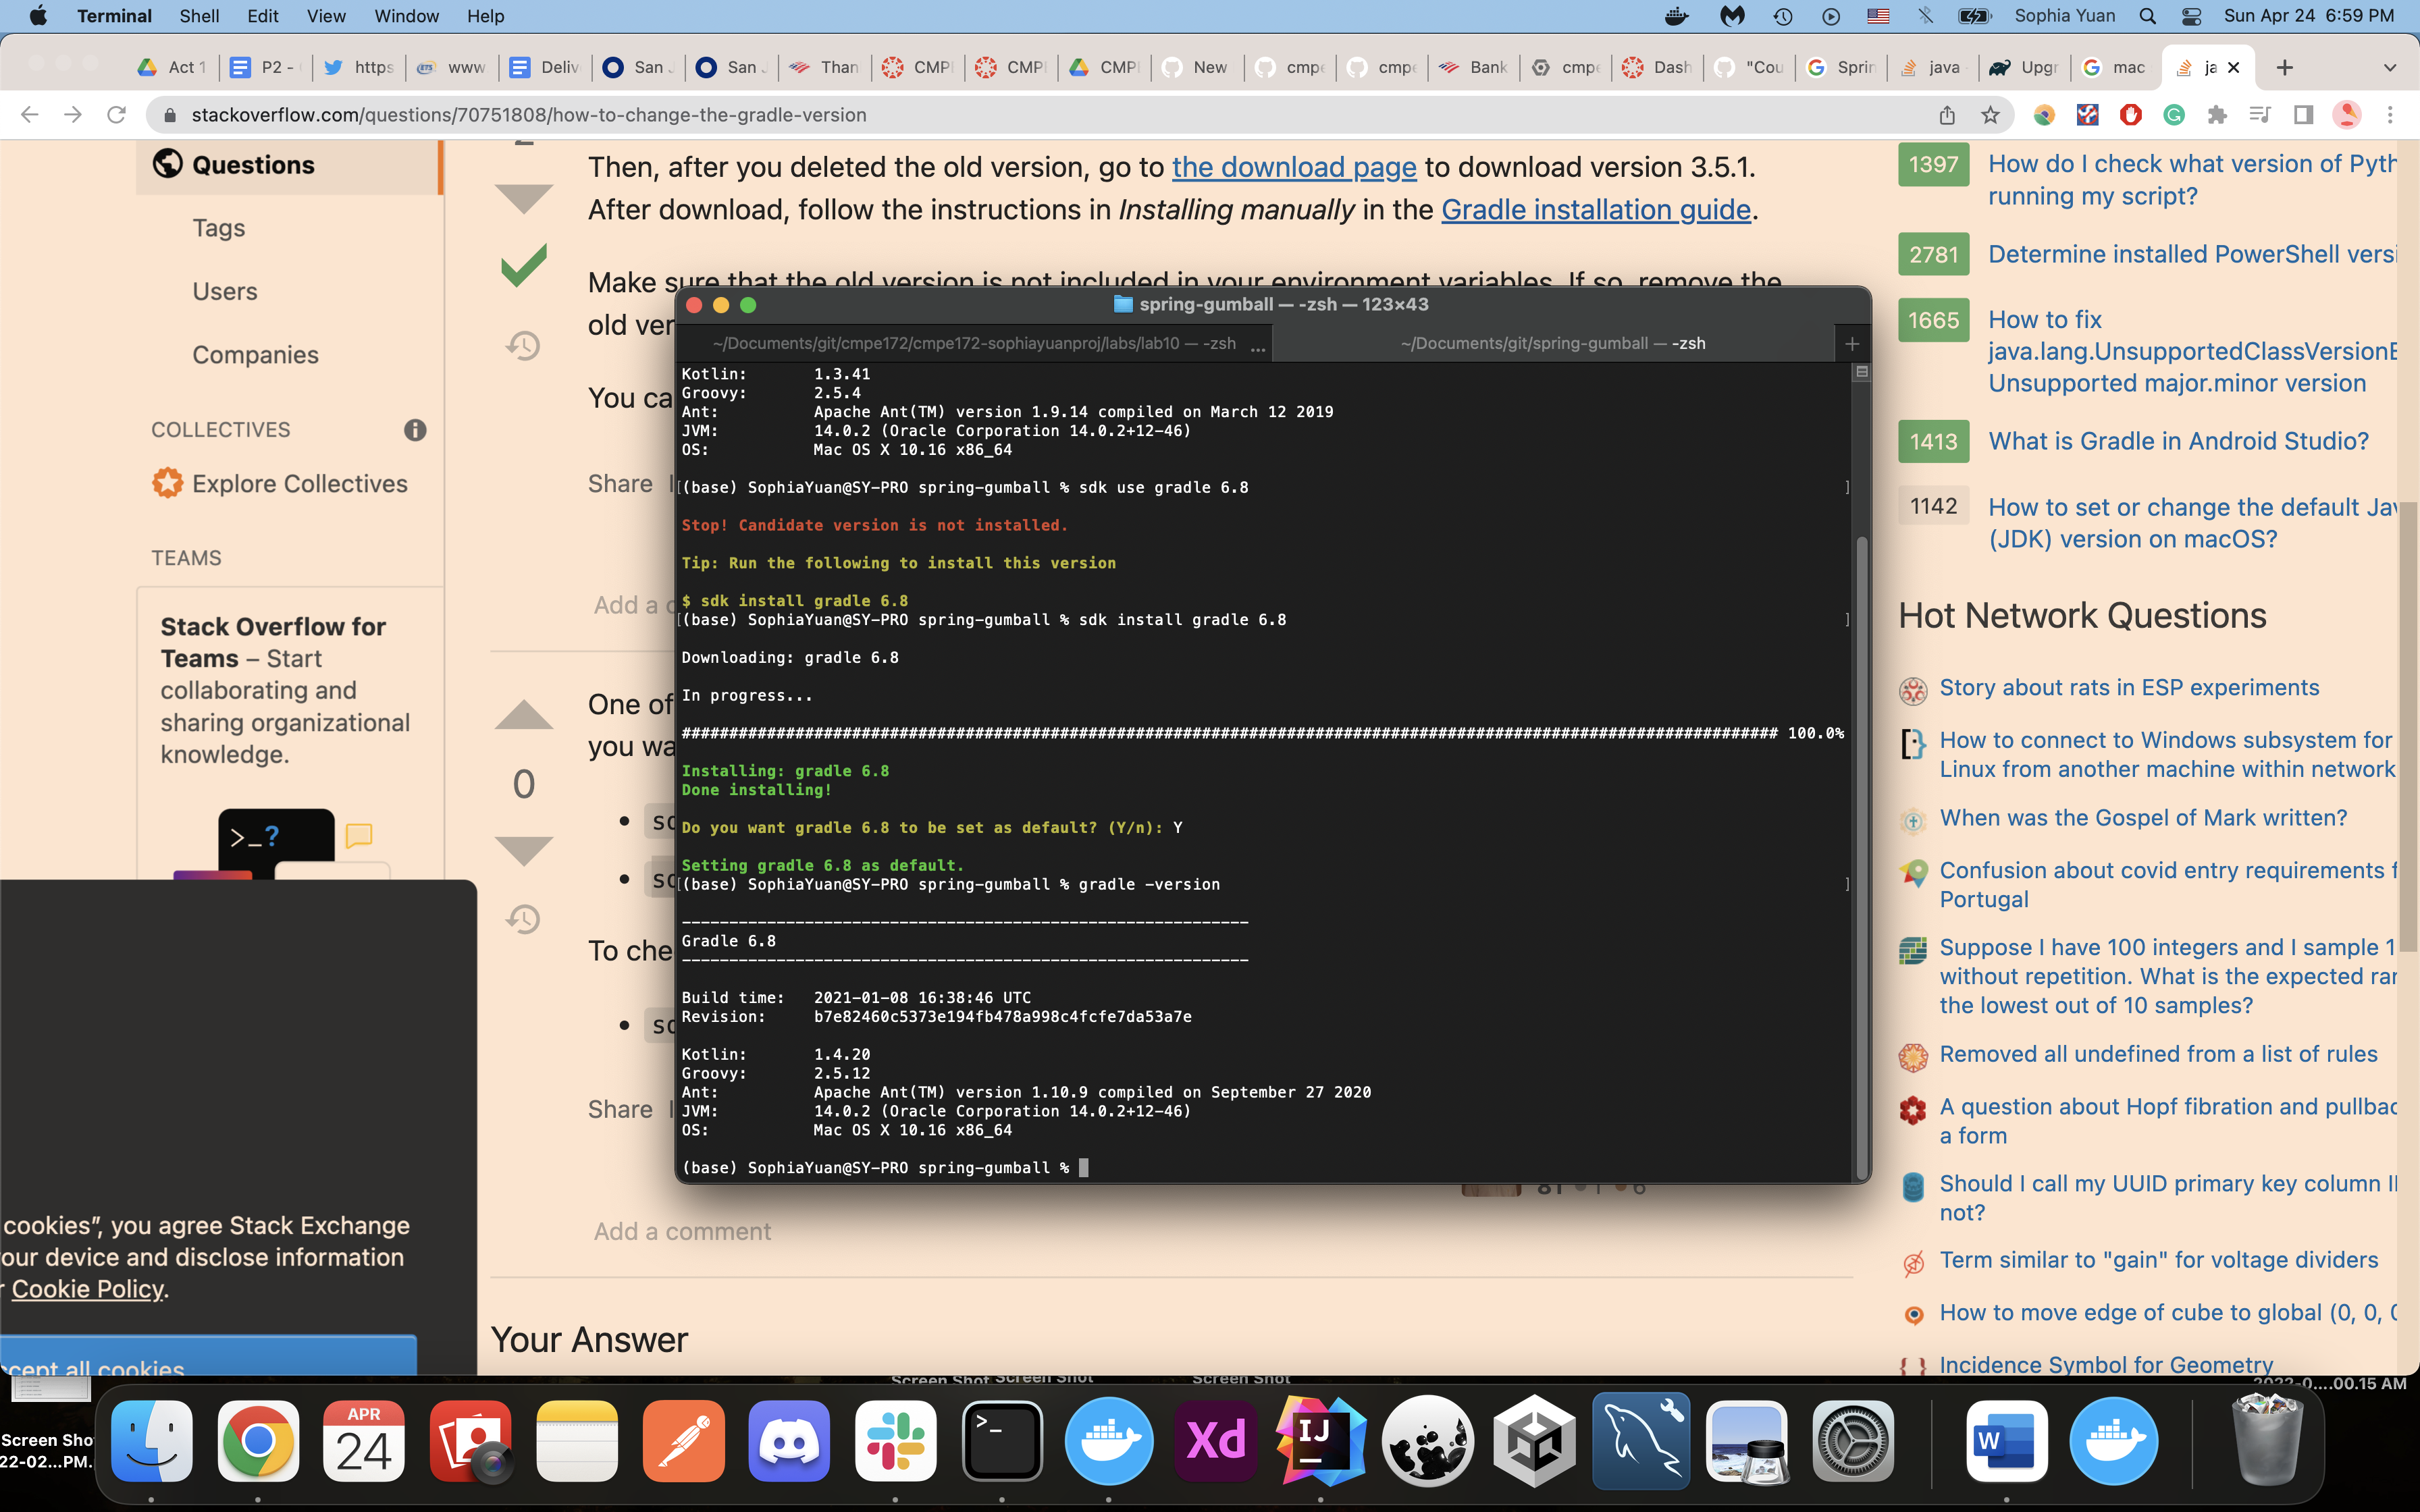 Terminal Shell Edit View Window Help
Sophia Yuan Sun Apr 24 6:59 PM
Act 1 P2 - https www Deliv San J San J Than CMP CMP CMP New cmpe cmpe Bank cmpe Dash "Cou Sprin java Upgr mac ja
stackoverflow.com/questions/70751808/how-to-change-the-gradle-version
Questions
Tags
Users
Companies
COLLECTIVES
Explore Collectives
TEAMS
Stack Overflow for
Teams – Start
collaborating and
sharing organizational
knowledge.
>_?
cookies", you agree Stack Exchange
our device and disclose information
Cookie Policy.
ccept all cookies
Then, after you deleted the old version, go to the download page to download version 3.5.1.
After download, follow the instructions in Installing manually in the Gradle installation guide.
Make sure that the old version is not included in your environment variables. If so, remove the
old ver
You ca
Share
Add a c
One of
you wa
0
To che
Share
Add a comment
Your Answer
spring-gumball — -zsh — 123×43
~/Documents/git/cmpe172/cmpe172-sophiayuanproj/labs/lab10 — -zsh ...
~/Documents/git/spring-gumball — -zsh
Kotlin: 1.3.41
Groovy: 2.5.4
Ant: Apache Ant(TM) version 1.9.14 compiled on March 12 2019
JVM: 14.0.2 (Oracle Corporation 14.0.2+12-46)
OS: Mac OS X 10.16 x86_64
[(base) SophiaYuan@SY-PRO spring-gumball % sdk use gradle 6.8 ]
Stop! Candidate version is not installed.
Tip: Run the following to install this version
$ sdk install gradle 6.8
[(base) SophiaYuan@SY-PRO spring-gumball % sdk install gradle 6.8 ]
Downloading: gradle 6.8
In progress...
100.0%
Installing: gradle 6.8
Done installing!
Do you want gradle 6.8 to be set as default? (Y/n): Y
Setting gradle 6.8 as default.
[(base) SophiaYuan@SY-PRO spring-gumball % gradle -version ]
------------------------------------------------------------
Gradle 6.8
------------------------------------------------------------
Build time: 2021-01-08 16:38:46 UTC
Revision: b7e82460c5373e194fb478a998c4fcfe7da53a7e
Kotlin: 1.4.20
Groovy: 2.5.12
Ant: Apache Ant(TM) version 1.10.9 compiled on September 27 2020
JVM: 14.0.2 (Oracle Corporation 14.0.2+12-46)
OS: Mac OS X 10.16 x86_64
(base) SophiaYuan@SY-PRO spring-gumball %
1397 How do I check what version of Pyth
running my script?
2781 Determine installed PowerShell versi
1665 How to fix
java.lang.UnsupportedClassVersionE
Unsupported major.minor version
1413 What is Gradle in Android Studio?
1142 How to set or change the default Jav
(JDK) version on macOS?
Hot Network Questions
Story about rats in ESP experiments
How to connect to Windows subsystem for
Linux from another machine within network
When was the Gospel of Mark written?
Confusion about covid entry requirements f
Portugal
Suppose I have 100 integers and I sample 1
without repetition. What is the expected ran
the lowest out of 10 samples?
Removed all undefined from a list of rules
A question about Hopf fibration and pullbac
a form
Should I call my UUID primary key column I
not?
Term similar to "gain" for voltage dividers
How to move edge of cube to global (0, 0, 0
Incidence Symbol for Geometry
Screen Shot Screen Shot Screen Shot
2022-0....00.15 AM
Screen Sho
22-02...PM.
APR
24
>_
Xd
IJ
W